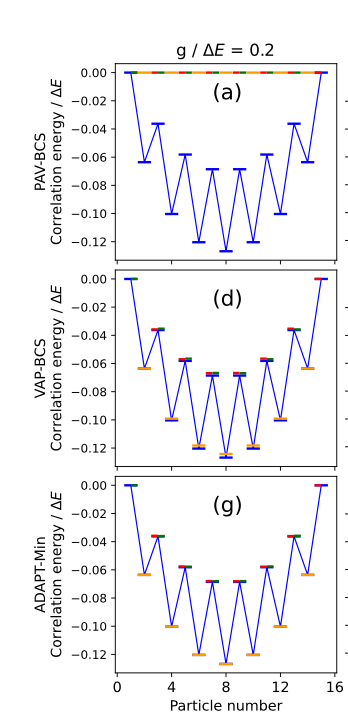 g / ΔE = 0.2
PAV-BCS
Correlation energy / ΔE
0.00
−0.02
−0.04
−0.06
−0.08
−0.10
−0.12
(a)
VAP-BCS
Correlation energy / ΔE
0.00
−0.02
−0.04
−0.06
−0.08
−0.10
−0.12
(d)
ADAPT-Min
Correlation energy / ΔE
0.00
−0.02
−0.04
−0.06
−0.08
−0.10
−0.12
(g)
0 4 8 12 16
Particle number